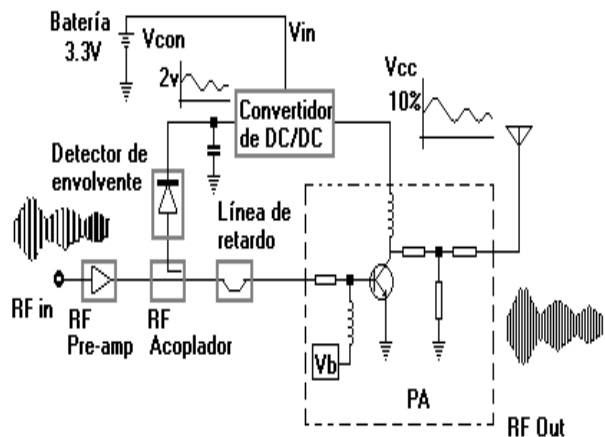 Batería
3.3V
Vcon
Vin
2v
Vcc
10%
Convertidor
de DC/DC
Detector de
envolvente
Línea de
retardo
RF in
RF
Pre-amp
RF
Acoplador
Vb
PA
RF Out